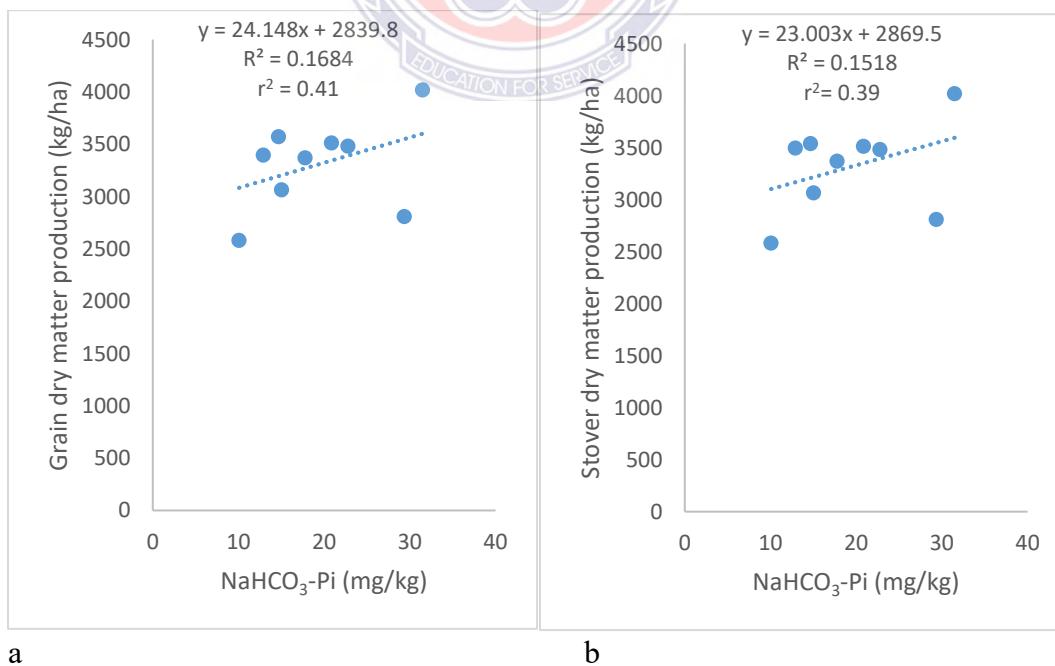 y = 24.148x + 2839.8
R² = 0.1684
r² = 0.41
4500
4000
3500
3000
2500
2000
1500
1000
500
0
Grain dry matter production (kg/ha)
0 10 20 30 40
NaHCO₃-Pi (mg/kg)
a
EDUCATION FOR SERVICE
y = 23.003x + 2869.5
R² = 0.1518
r²= 0.39
4500
4000
3500
3000
2500
2000
1500
1000
500
0
Stover dry matter production (kg/ha)
0 10 20 30 40
NaHCO₃-Pi (mg/kg)
b